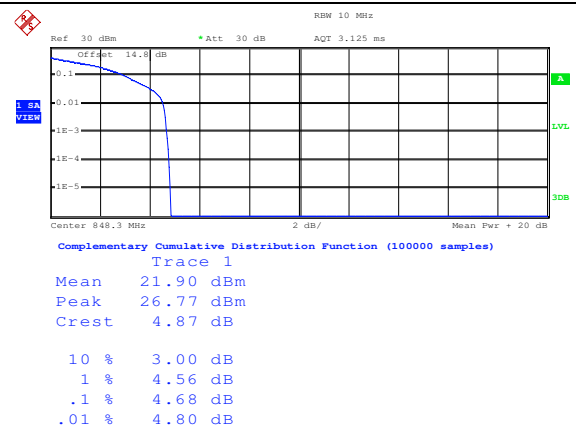 RBW 10 MHz
Ref 30 dBm *Att 30 dB AQT 3.125 ms
Offset 14.8 dB
0.1
A
0.01
1 SA
VIEW
1E-3
LVL
1E-4
1E-5
3DB
Center 848.3 MHz 2 dB/ Mean Pwr + 20 dB
Complementary Cumulative Distribution Function (100000 samples)
Trace 1
Mean 21.90 dBm
Peak 26.77 dBm
Crest 4.87 dB
10 % 3.00 dB
1 % 4.56 dB
.1 % 4.68 dB
.01 % 4.80 dB